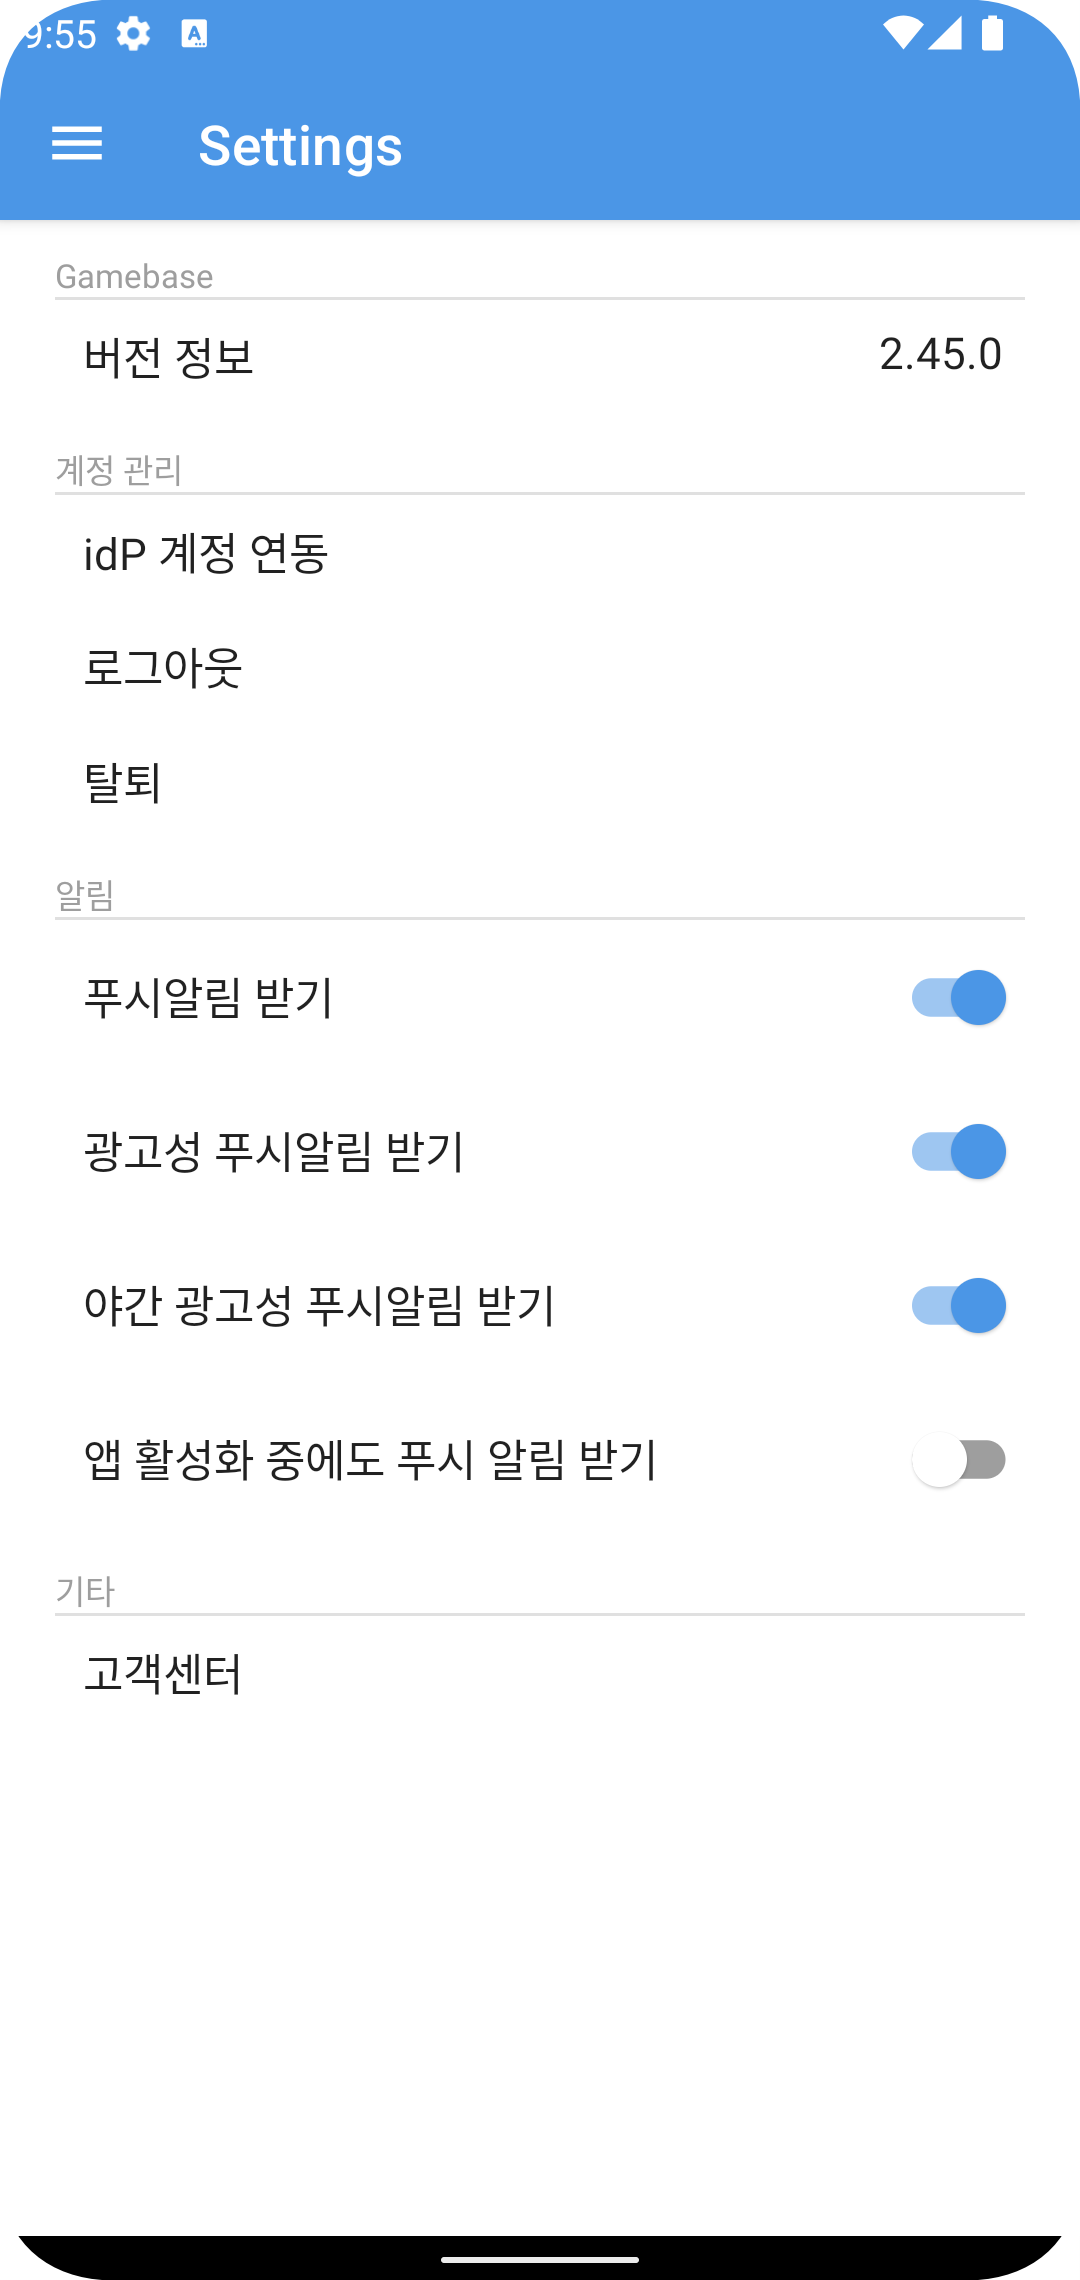 9:55
Settings
Gamebase
버전 정보 2.45.0
계정 관리
idP 계정 연동
로그아웃
탈퇴
알림
푸시알림 받기
광고성 푸시알림 받기
야간 광고성 푸시알림 받기
앱 활성화 중에도 푸시 알림 받기
기타
고객센터